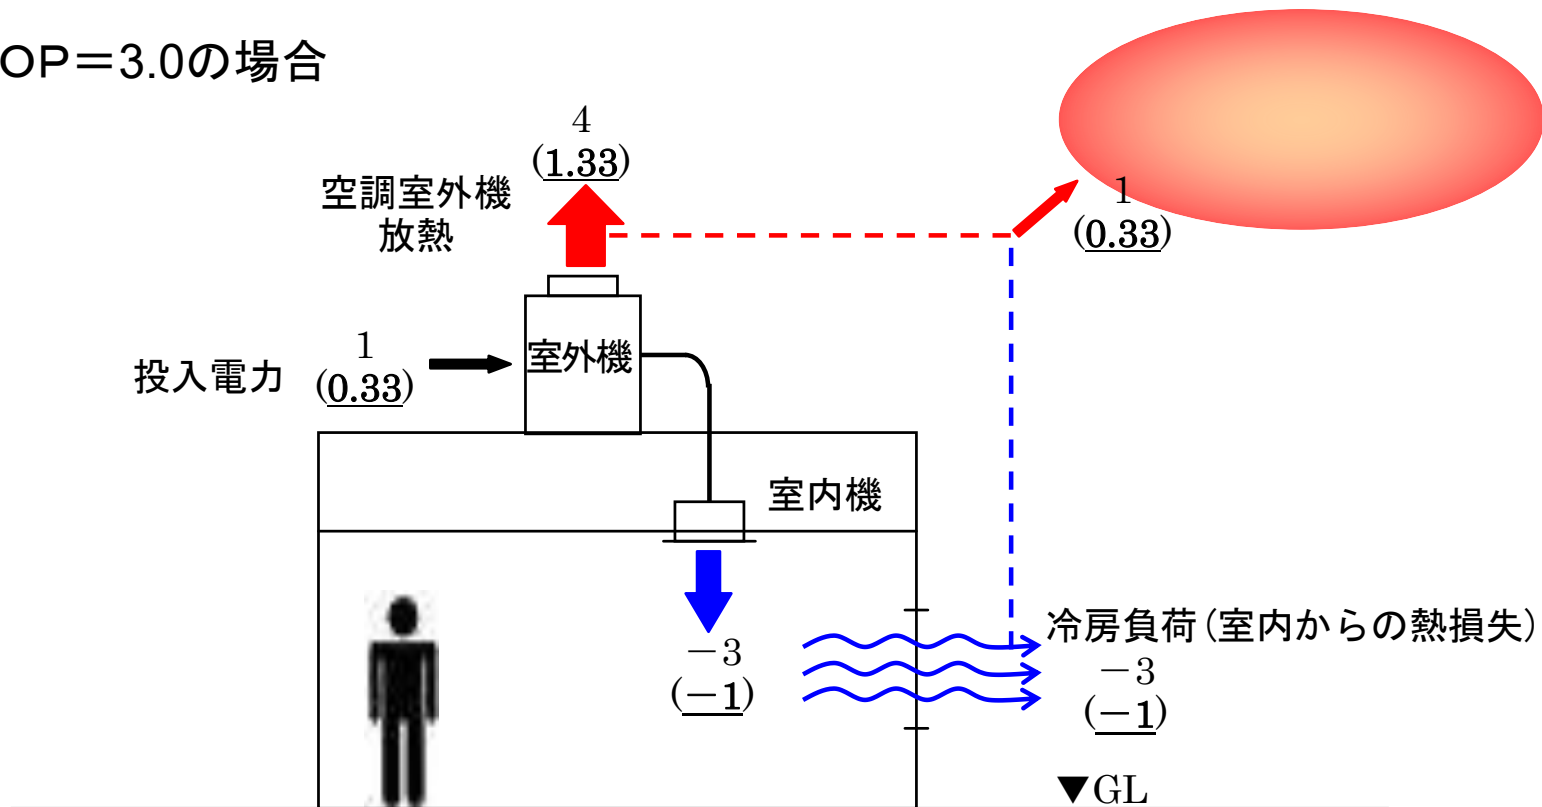 OP＝3.0の場合
4
(1.33)
空調室外機
放熱
1
(0.33)
投入電力
1
(0.33)
室外機
室内機
－3
(－1)
冷房負荷(室内からの熱損失)
－3
(－1)
▼GL